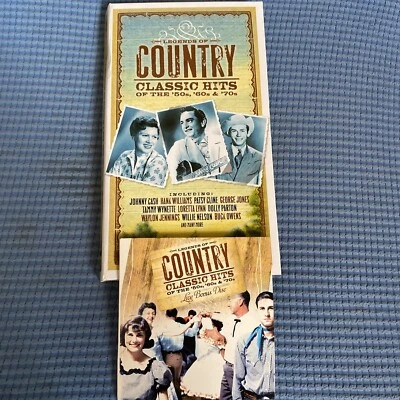 LEGENDS OF
COUNTRY
CLASSIC HITS
OF THE '50s, '60s & '70s
INCLUDING:
JOHNNY CASH HANK WILLIAMS PATSY CLINE GEORGE JONES
TAMMY WYNETTE LORETTA LYNN DOLLY PARTON
WAYLON JENNINGS WILLIE NELSON BUCK OWENS
AND MANY MORE
LEGENDS OF
COUNTRY
CLASSIC HITS
OF THE '50s, '60s & '70s
Live Bonus Disc